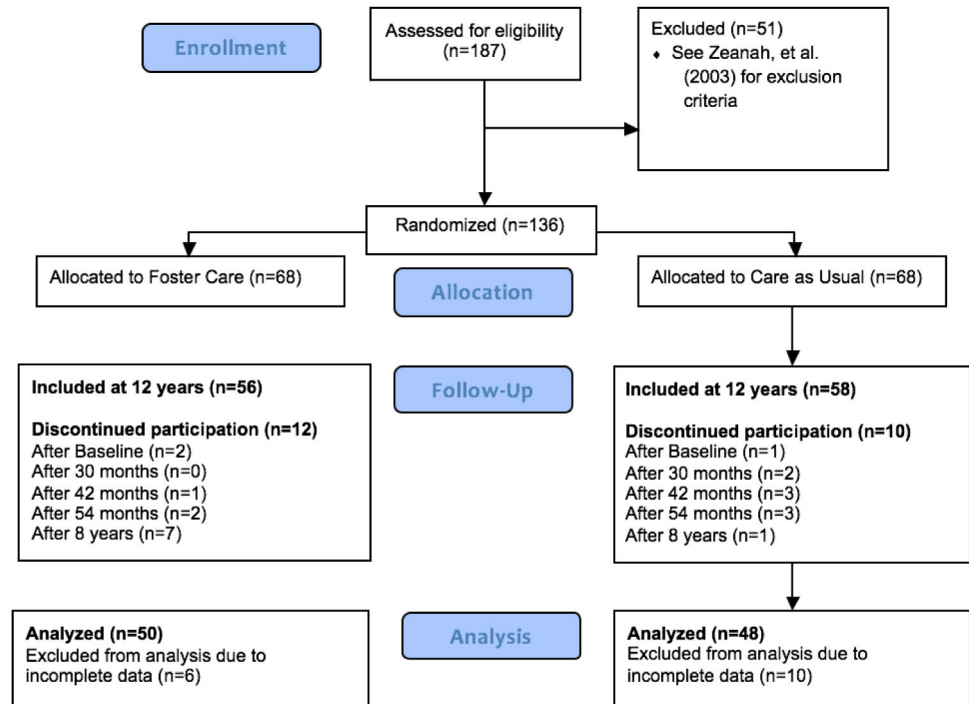 Enrollment
Assessed for eligibility
(n=187)
Excluded (n=51)
♦ See Zeanah, et al.
(2003) for exclusion
criteria
Randomized (n=136)
Allocated to Foster Care (n=68)
Allocation
Allocated to Care as Usual (n=68)
Included at 12 years (n=56)
Discontinued participation (n=12)
After Baseline (n=2)
After 30 months (n=0)
After 42 months (n=1)
After 54 months (n=2)
After 8 years (n=7)
Follow-Up
Included at 12 years (n=58)
Discontinued participation (n=10)
After Baseline (n=1)
After 30 months (n=2)
After 42 months (n=3)
After 54 months (n=3)
After 8 years (n=1)
Analyzed (n=50)
Excluded from analysis due to
incomplete data (n=6)
Analysis
Analyzed (n=48)
Excluded from analysis due to
incomplete data (n=10)